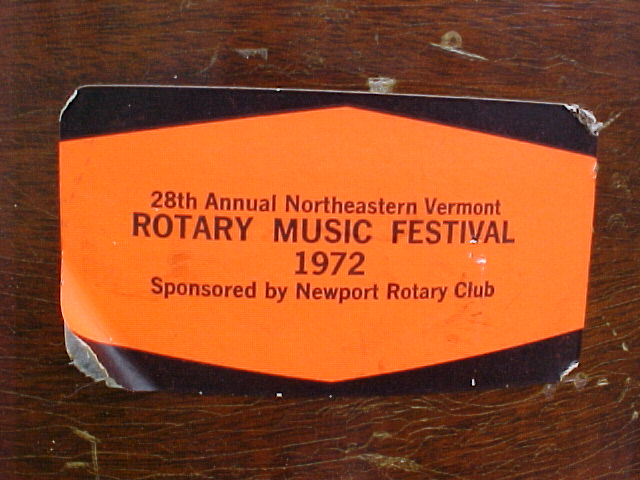 28th Annual Northeastern Vermont
ROTARY MUSIC FESTIVAL
1972
Sponsored by Newport Rotary Club